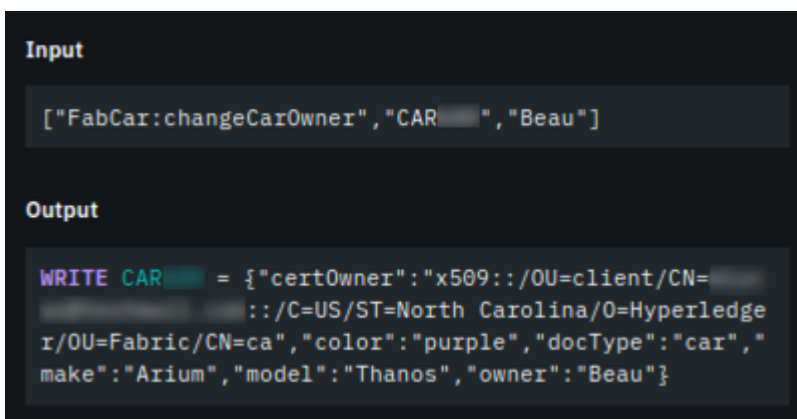 Input
["FabCar:changeCarOwner","CAR","Beau"]
Output
WRITE CAR = {"certOwner":"x509::/OU=client/CN=
::/C=US/ST=North Carolina/O=Hyperledge
r/OU=Fabric/CN=ca","color":"purple","docType":"car","
make":"Arium","model":"Thanos","owner":"Beau"}